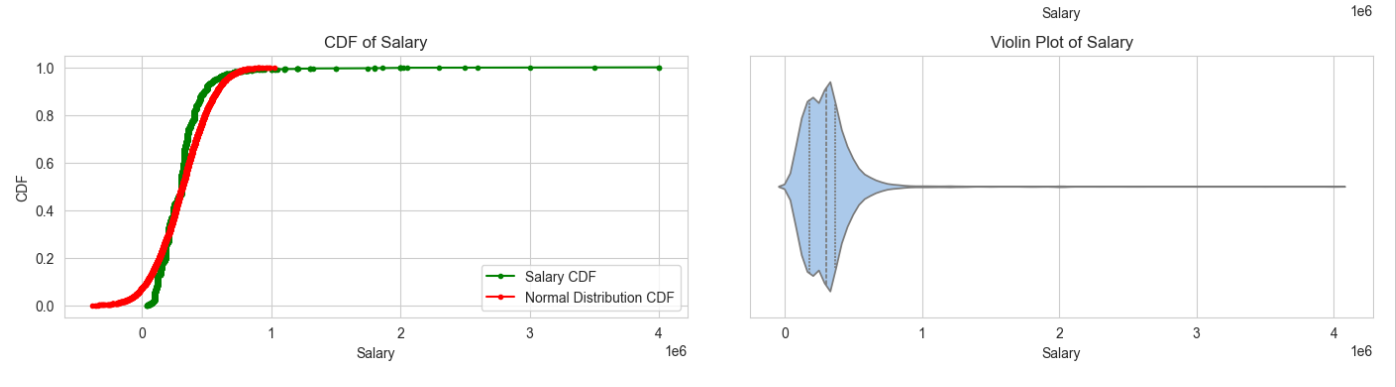 Salary
1e6
CDF of Salary
CDF
1.0
0.8
0.6
0.4
0.2
0.0
Salary CDF
Normal Distribution CDF
0 1 2 3 4
1e6
Salary
Violin Plot of Salary
0 1 2 3 4
1e6
Salary